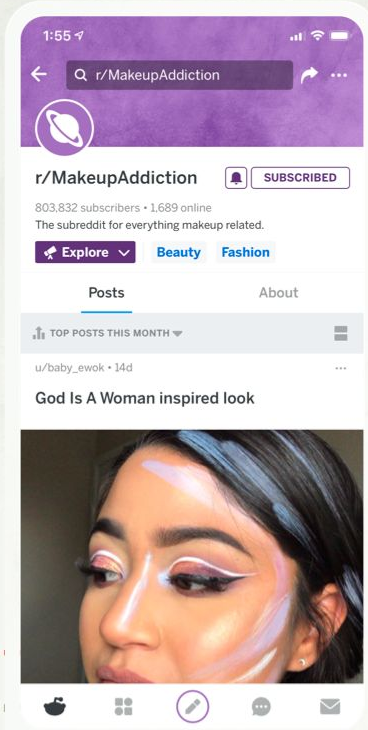 1:55
r/MakeupAddiction
r/MakeupAddiction
SUBSCRIBED
803,832 subscribers • 1,689 online
The subreddit for everything makeup related.
Explore Beauty Fashion
Posts About
TOP POSTS THIS MONTH
u/baby_ewok • 14d
God Is A Woman inspired look